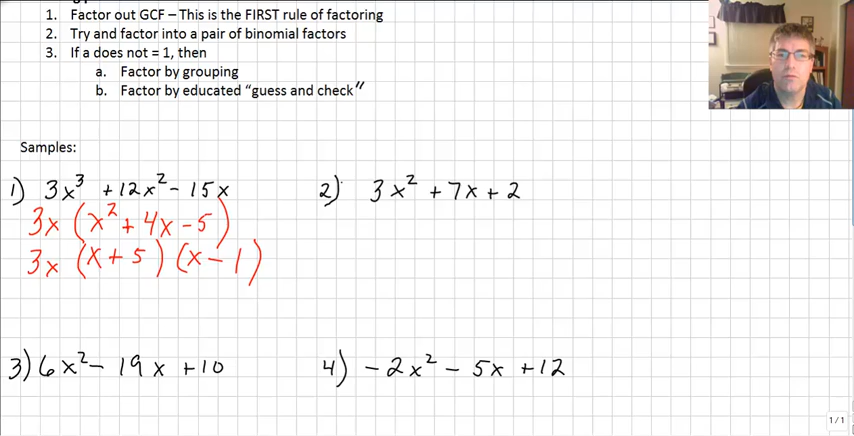 1. Factor out GCF – This is the FIRST rule of factoring
2. Try and factor into a pair of binomial factors
3. If a does not = 1, then
a. Factor by grouping
b. Factor by educated "guess and check"
Samples:
1) 3x³ + 12x² - 15x
3x (x² + 4x - 5)
3x (x + 5) (x - 1)
2) 3x² + 7x + 2
3) 6x² - 19x + 10
4) - 2x² - 5x + 12
1 / 1